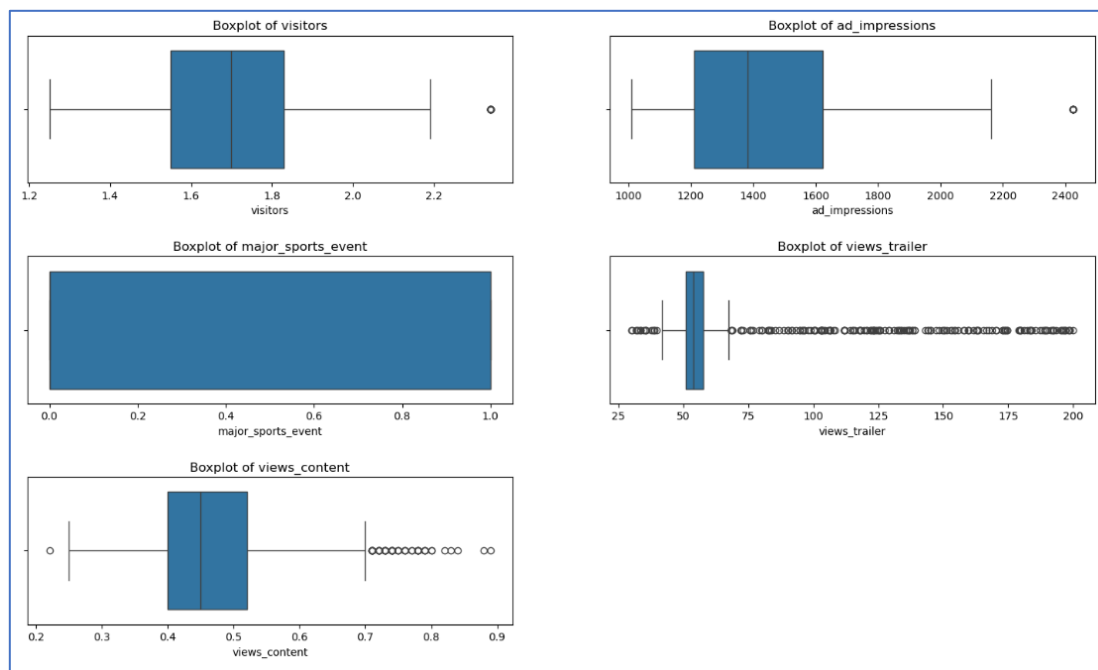 Boxplot of visitors
1.2 1.4 1.6 1.8 2.0 2.2
visitors
Boxplot of ad_impressions
1000 1200 1400 1600 1800 2000 2200 2400
ad_impressions
Boxplot of major_sports_event
0.0 0.2 0.4 0.6 0.8 1.0
major_sports_event
Boxplot of views_trailer
25 50 75 100 125 150 175 200
views_trailer
Boxplot of views_content
0.2 0.3 0.4 0.5 0.6 0.7 0.8 0.9
views_content